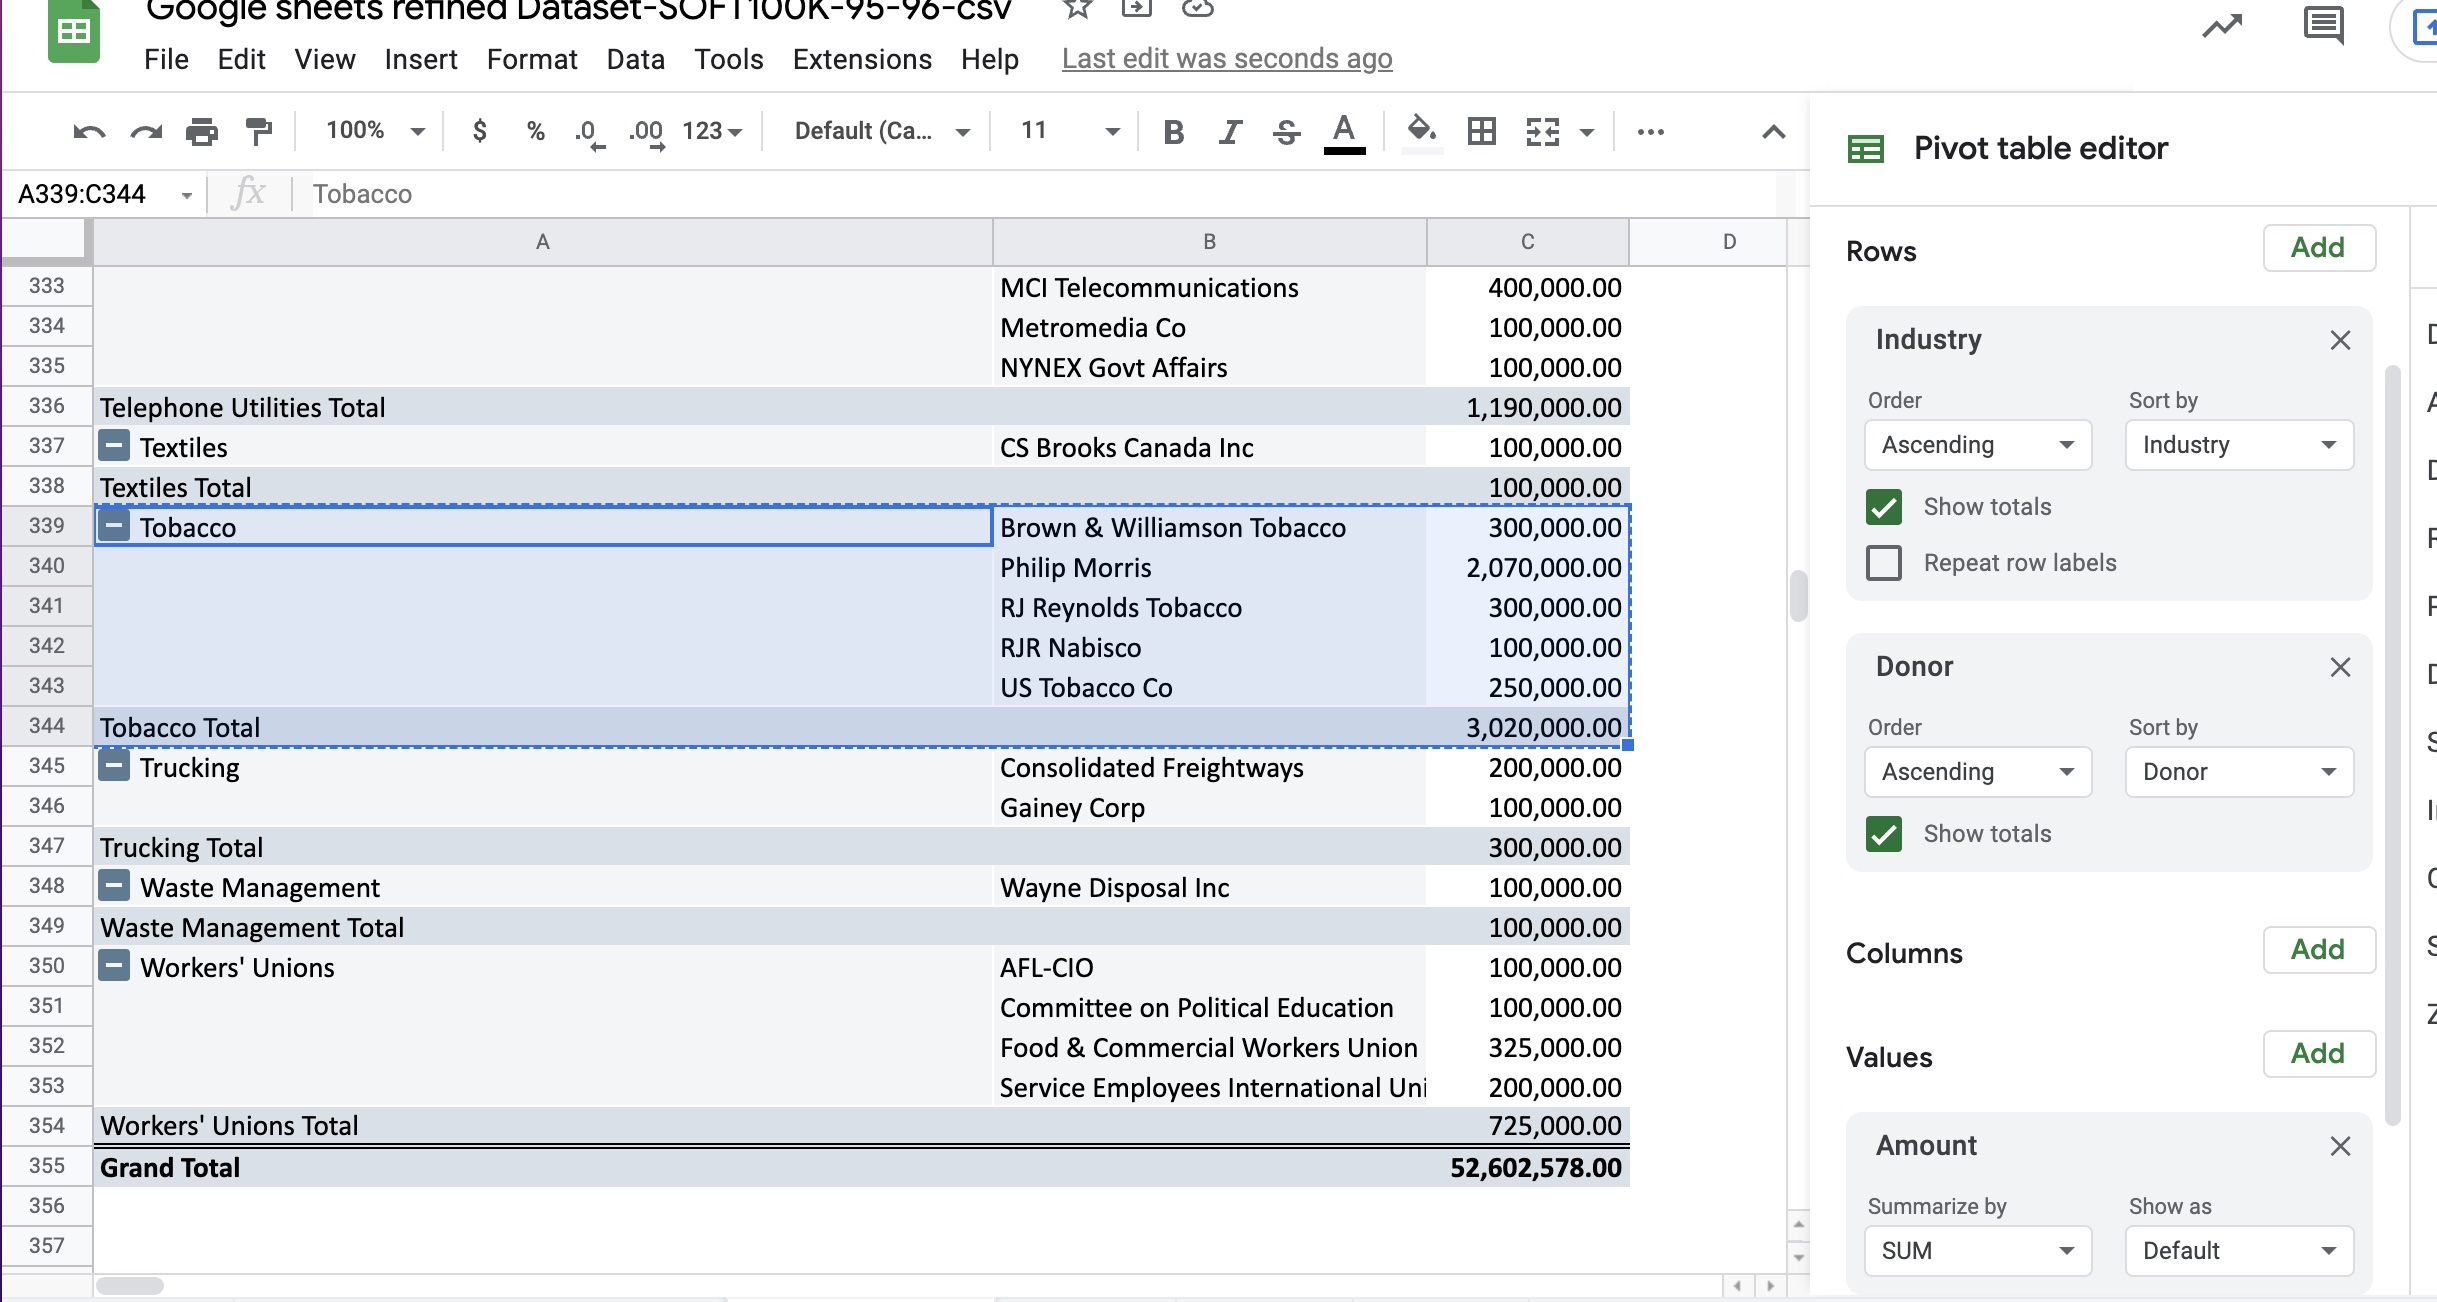 Google sheets refined Dataset-SOFT100K-95-96-csv
File Edit View Insert Format Data Tools Extensions Help Last edit was seconds ago
100% $ % .0 .00 123 Default (Ca... 11 B I S A ...
Pivot table editor
A339:C344 fx Tobacco
A B C D
Rows Add
333 MCI Telecommunications 400,000.00
334 Metromedia Co 100,000.00
335 NYNEX Govt Affairs 100,000.00
336 Telephone Utilities Total 1,190,000.00
337 Textiles CS Brooks Canada Inc 100,000.00
338 Textiles Total 100,000.00
339 Tobacco Brown & Williamson Tobacco 300,000.00
340 Philip Morris 2,070,000.00
341 RJ Reynolds Tobacco 300,000.00
342 RJR Nabisco 100,000.00
343 US Tobacco Co 250,000.00
344 Tobacco Total 3,020,000.00
345 Trucking Consolidated Freightways 200,000.00
346 Gainey Corp 100,000.00
347 Trucking Total 300,000.00
348 Waste Management Wayne Disposal Inc 100,000.00
349 Waste Management Total 100,000.00
350 Workers' Unions AFL-CIO 100,000.00
351 Committee on Political Education 100,000.00
352 Food & Commercial Workers Union 325,000.00
353 Service Employees International Uni 200,000.00
354 Workers' Unions Total 725,000.00
355 Grand Total 52,602,578.00
356
357
Industry
Order Sort by
Ascending Industry
Show totals
Repeat row labels
Donor
Order Sort by
Ascending Donor
Show totals
Columns Add
Values Add
Amount
Summarize by Show as
SUM Default